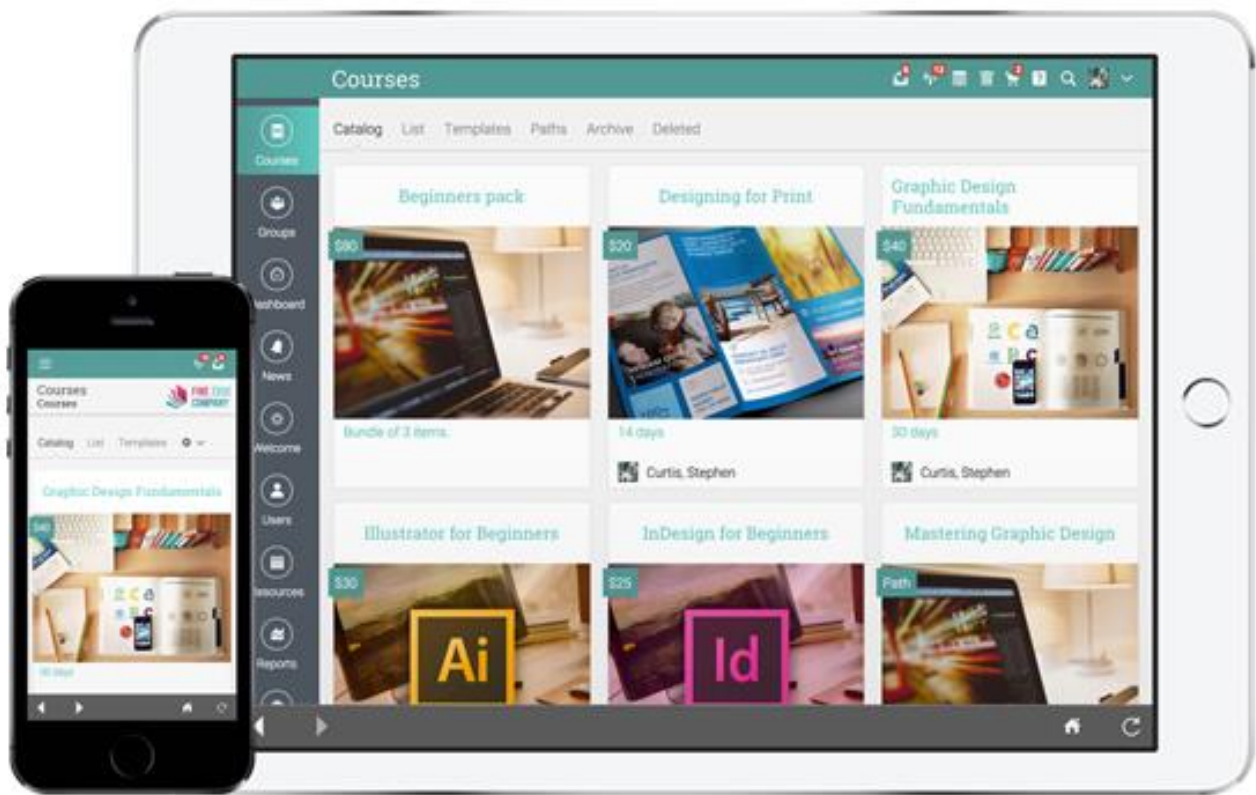 Courses
Catalog List Templates Paths Archive Deleted
Courses
Groups
Dashboard
News
Welcome
Users
Resources
Reports
Beginners pack
$80
Bundle of 3 items.
Designing for Print
$20
14 days
Curtis, Stephen
Graphic Design
Fundamentals
$40
30 days
Curtis, Stephen
Illustrator for Beginners
$30
Ai
InDesign for Beginners
$25
Id
Mastering Graphic Design
Path
Courses
Courses
COMPANY
Catalog List Templates
Graphic Design Fundamentals
$40
30 days